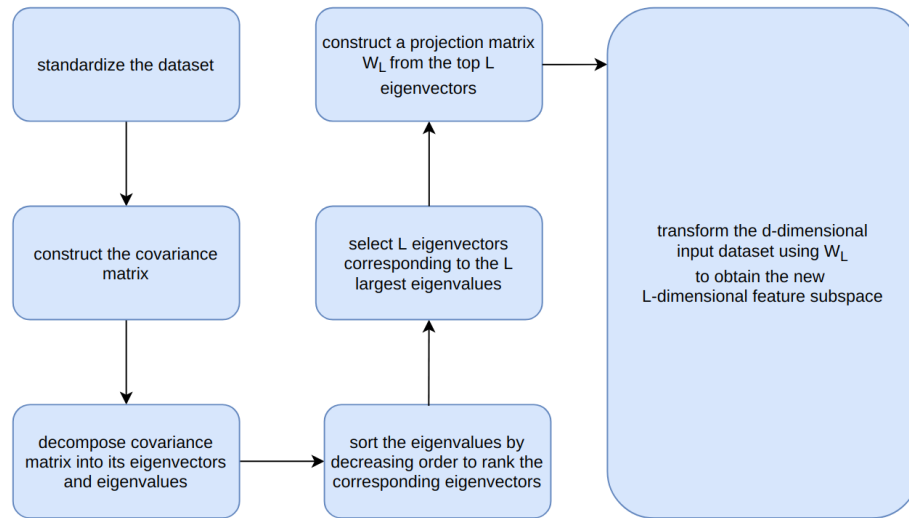 standardize the dataset
construct the covariance
matrix
decompose covariance
matrix into its eigenvectors
and eigenvalues
sort the eigenvalues by
decreasing order to rank the
corresponding eigenvectors
select L eigenvectors
corresponding to the L
largest eigenvalues
construct a projection matrix
W_L from the top L
eigenvectors
transform the d-dimensional
input dataset using W_L
to obtain the new
L-dimensional feature subspace